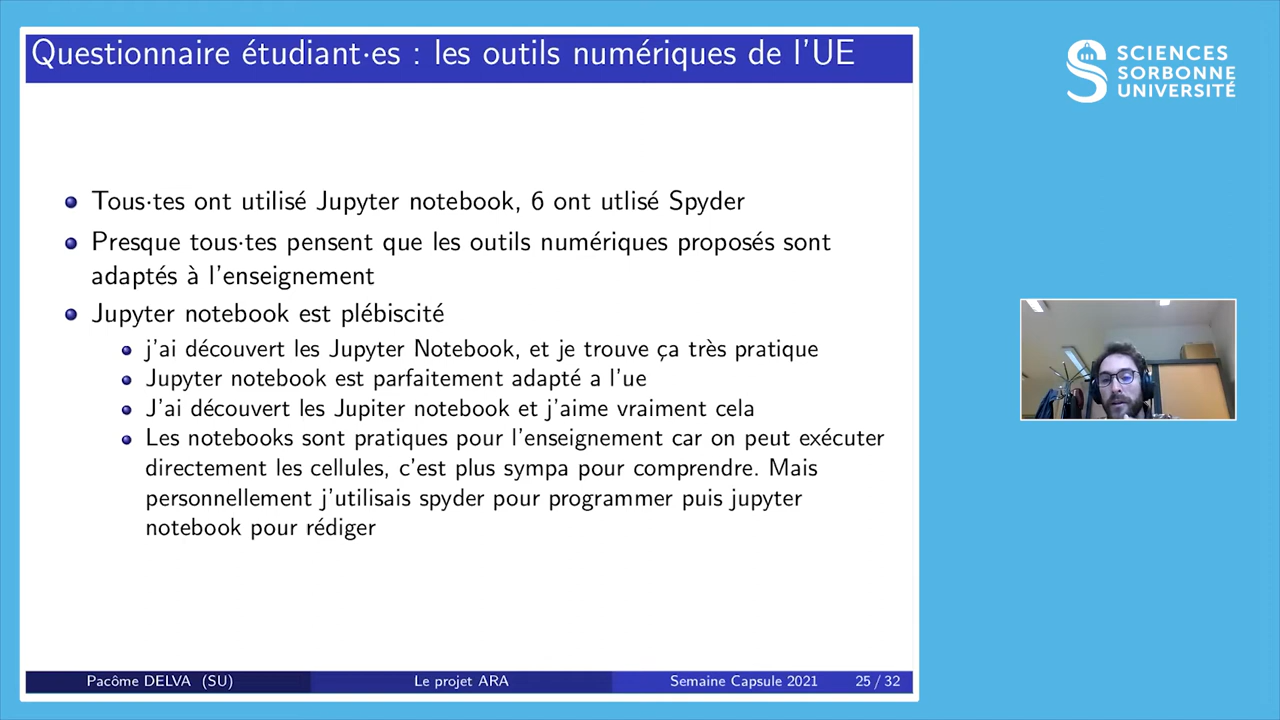 Questionnaire étudiant·es : les outils numériques de l'UE
SCIENCES
SORBONNE
UNIVERSITÉ
Tous·tes ont utilisé Jupyter notebook, 6 ont utlisé Spyder
Presque tous·tes pensent que les outils numériques proposés sont
adaptés à l'enseignement
Jupyter notebook est plébiscité
j'ai découvert les Jupyter Notebook, et je trouve ça très pratique
Jupyter notebook est parfaitement adapté a l'ue
J'ai découvert les Jupiter notebook et j'aime vraiment cela
Les notebooks sont pratiques pour l'enseignement car on peut exécuter
directement les cellules, c'est plus sympa pour comprendre. Mais
personnellement j'utilisais spyder pour programmer puis jupyter
notebook pour rédiger
Pacôme DELVA (SU) Le projet ARA Semaine Capsule 2021 25 / 32